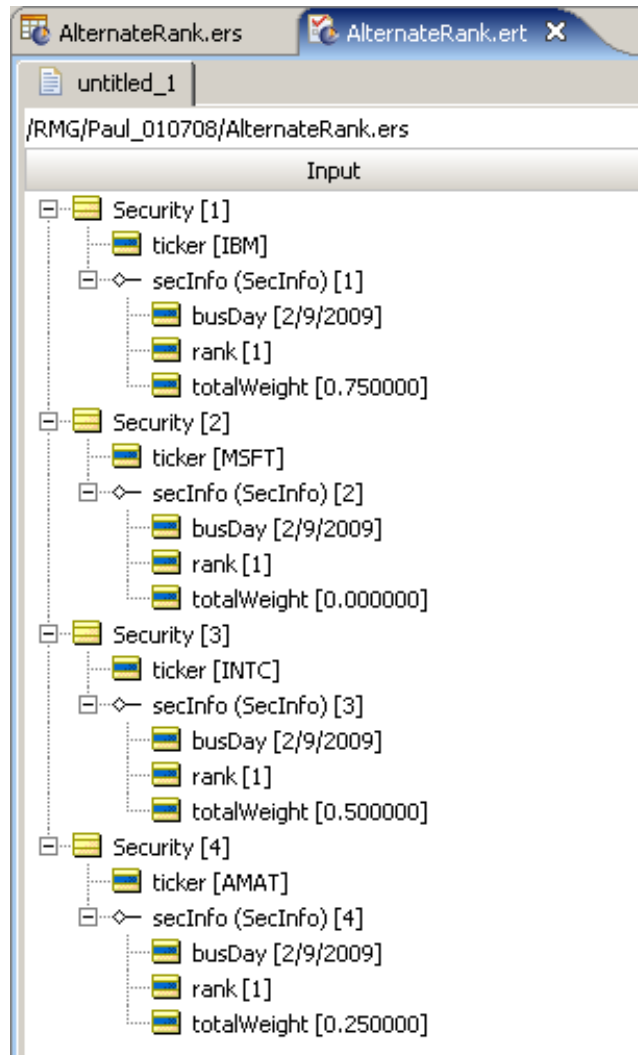 AlternateRank.ers AlternateRank.ert
untitled_1
/RMG/Paul_010708/AlternateRank.ers
Input
Security [1]
ticker [IBM]
secInfo (SecInfo) [1]
busDay [2/9/2009]
rank [1]
totalWeight [0.750000]
Security [2]
ticker [MSFT]
secInfo (SecInfo) [2]
busDay [2/9/2009]
rank [1]
totalWeight [0.000000]
Security [3]
ticker [INTC]
secInfo (SecInfo) [3]
busDay [2/9/2009]
rank [1]
totalWeight [0.500000]
Security [4]
ticker [AMAT]
secInfo (SecInfo) [4]
busDay [2/9/2009]
rank [1]
totalWeight [0.250000]